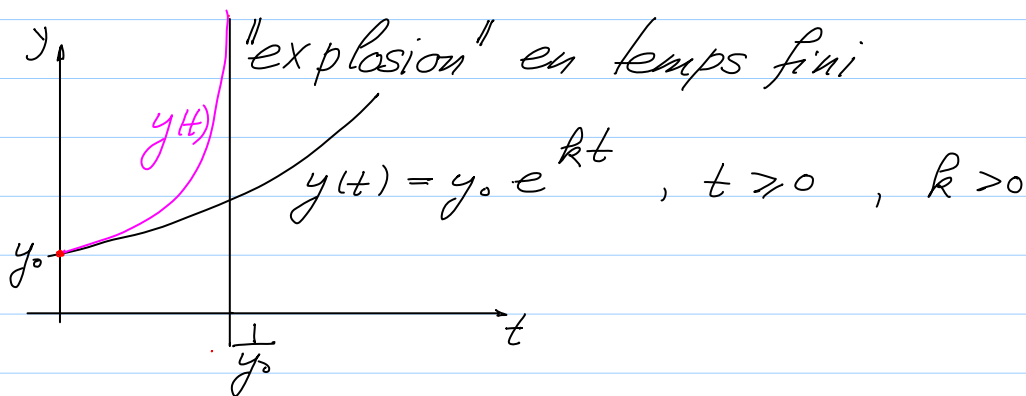 y
"explosion" en temps fini
y(t)
y(t) = y₀ e^{kt} , t ⩾ 0 , k > 0
y₀
t
1/y₀